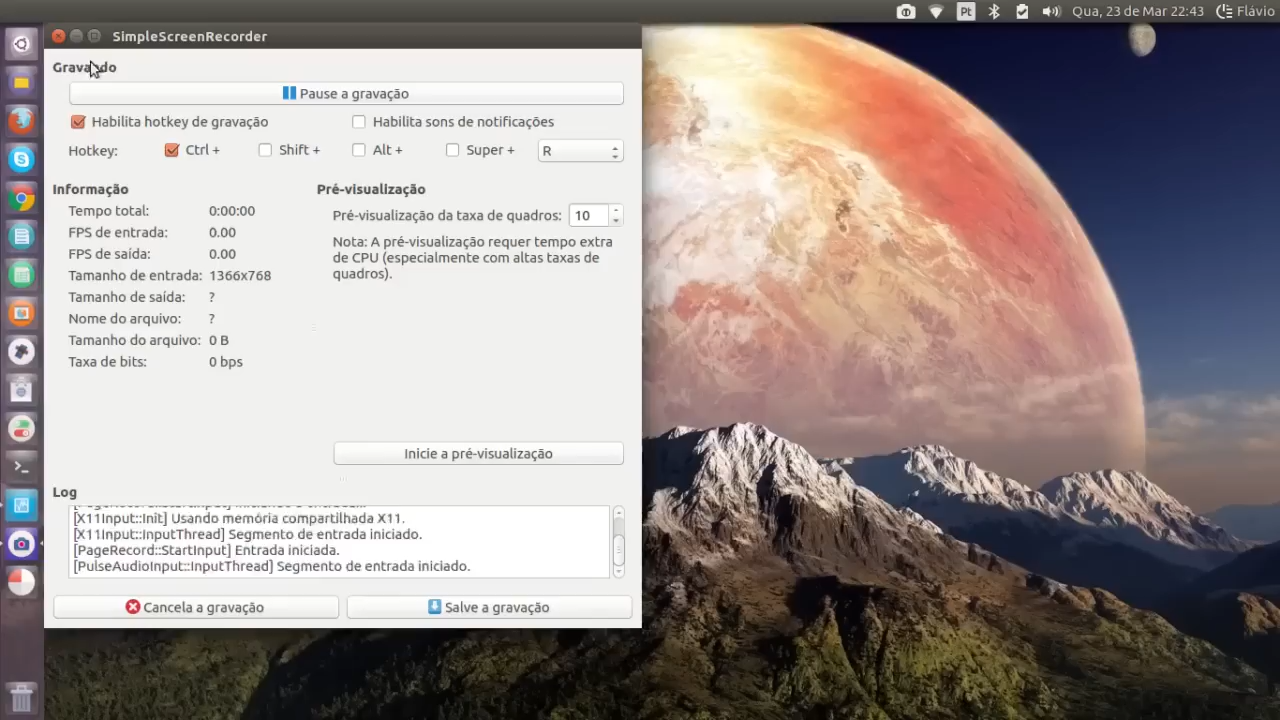 Pt
Qua, 23 de Mar 22:43
Flávio
SimpleScreenRecorder
Gravando
Pause a gravação
Habilita hotkey de gravação
Habilita sons de notificações
Hotkey:
Ctrl +
Shift +
Alt +
Super +
R
Informação
Tempo total: 0:00:00
FPS de entrada: 0.00
FPS de saída: 0.00
Tamanho de entrada: 1366x768
Tamanho de saída: ?
Nome do arquivo: ?
Tamanho do arquivo: 0 B
Taxa de bits: 0 bps
Pré-visualização
Pré-visualização da taxa de quadros: 10
Nota: A pré-visualização requer tempo extra
de CPU (especialmente com altas taxas de
quadros).
Inicie a pré-visualização
Log
[X11Input::Init] Usando memória compartilhada X11.
[X11Input::InputThread] Segmento de entrada iniciado.
[PageRecord::StartInput] Entrada iniciada.
[PulseAudioInput::InputThread] Segmento de entrada iniciado.
Cancela a gravação
Salve a gravação